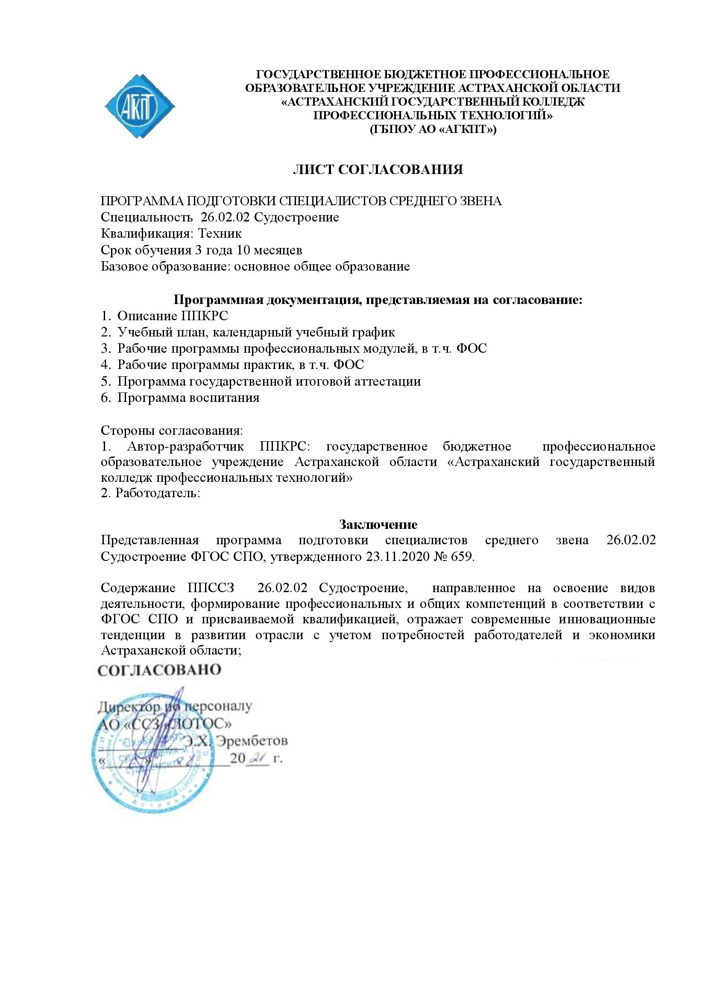 АГКПТ
ГОСУДАРСТВЕННОЕ БЮДЖЕТНОЕ ПРОФЕССИОНАЛЬНОЕ
ОБРАЗОВАТЕЛЬНОЕ УЧРЕЖДЕНИЕ АСТРАХАНСКОЙ ОБЛАСТИ
«АСТРАХАНСКИЙ ГОСУДАРСТВЕННЫЙ КОЛЛЕДЖ
ПРОФЕССИОНАЛЬНЫХ ТЕХНОЛОГИЙ»
(ГБПОУ АО «АГКПТ»)
ЛИСТ СОГЛАСОВАНИЯ
ПРОГРАММА ПОДГОТОВКИ СПЕЦИАЛИСТОВ СРЕДНЕГО ЗВЕНА
Специальность 26.02.02 Судостроение
Квалификация: Техник
Срок обучения 3 года 10 месяцев
Базовое образование: основное общее образование
Программная документация, представляемая на согласование:
1. Описание ППКРС
2. Учебный план, календарный учебный график
3. Рабочие программы профессиональных модулей, в т.ч. ФОС
4. Рабочие программы практик, в т.ч. ФОС
5. Программа государственной итоговой аттестации
6. Программа воспитания
Стороны согласования:
1. Автор-разработчик ППКРС: государственное бюджетное профессиональное
образовательное учреждение Астраханской области «Астраханский государственный
колледж профессиональных технологий»
2. Работодатель:
Заключение
Представленная программа подготовки специалистов среднего звена 26.02.02
Судостроение ФГОС СПО, утвержденного 23.11.2020 № 659.
Содержание ППССЗ 26.02.02 Судостроение, направленное на освоение видов
деятельности, формирование профессиональных и общих компетенций в соответствии с
ФГОС СПО и присваиваемой квалификацией, отражает современные инновационные
тенденции в развитии отрасли с учетом потребностей работодателей и экономики
Астраханской области;
СОГЛАСОВАНО
Директор по персоналу
АО «ССЗ «ЛОТОС»
Э.Х. Эрембетов
«____»__________2021 г.
"Южный центр
судостроения и
судоремонта"
г. Астрахань